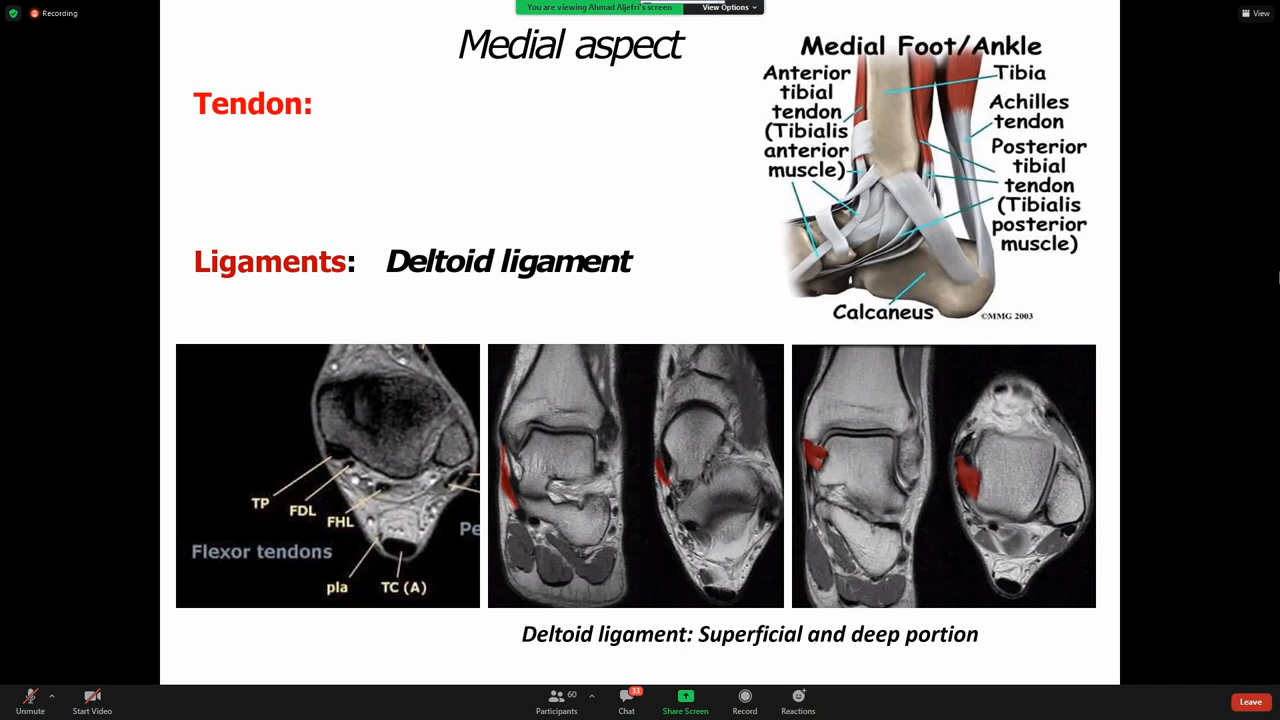 You are viewing Ahmad Aljefri's screen
View Options
Recording
View
Medial aspect
Tendon:
Ligaments: Deltoid ligament
Medial Foot/Ankle
Anterior
tibial
tendon
(Tibialis
anterior
muscle)
Tibia
Achilles
tendon
Posterior
tibial
tendon
(Tibialis
posterior
muscle)
Calcaneus
©MMG 2003
TP
FDL
FHL
Flexor tendons
Pe
pla
TC (A)
Deltoid ligament: Superficial and deep portion
Unmute
Start Video
60
Participants
33
Chat
Share Screen
Record
Reactions
Leave